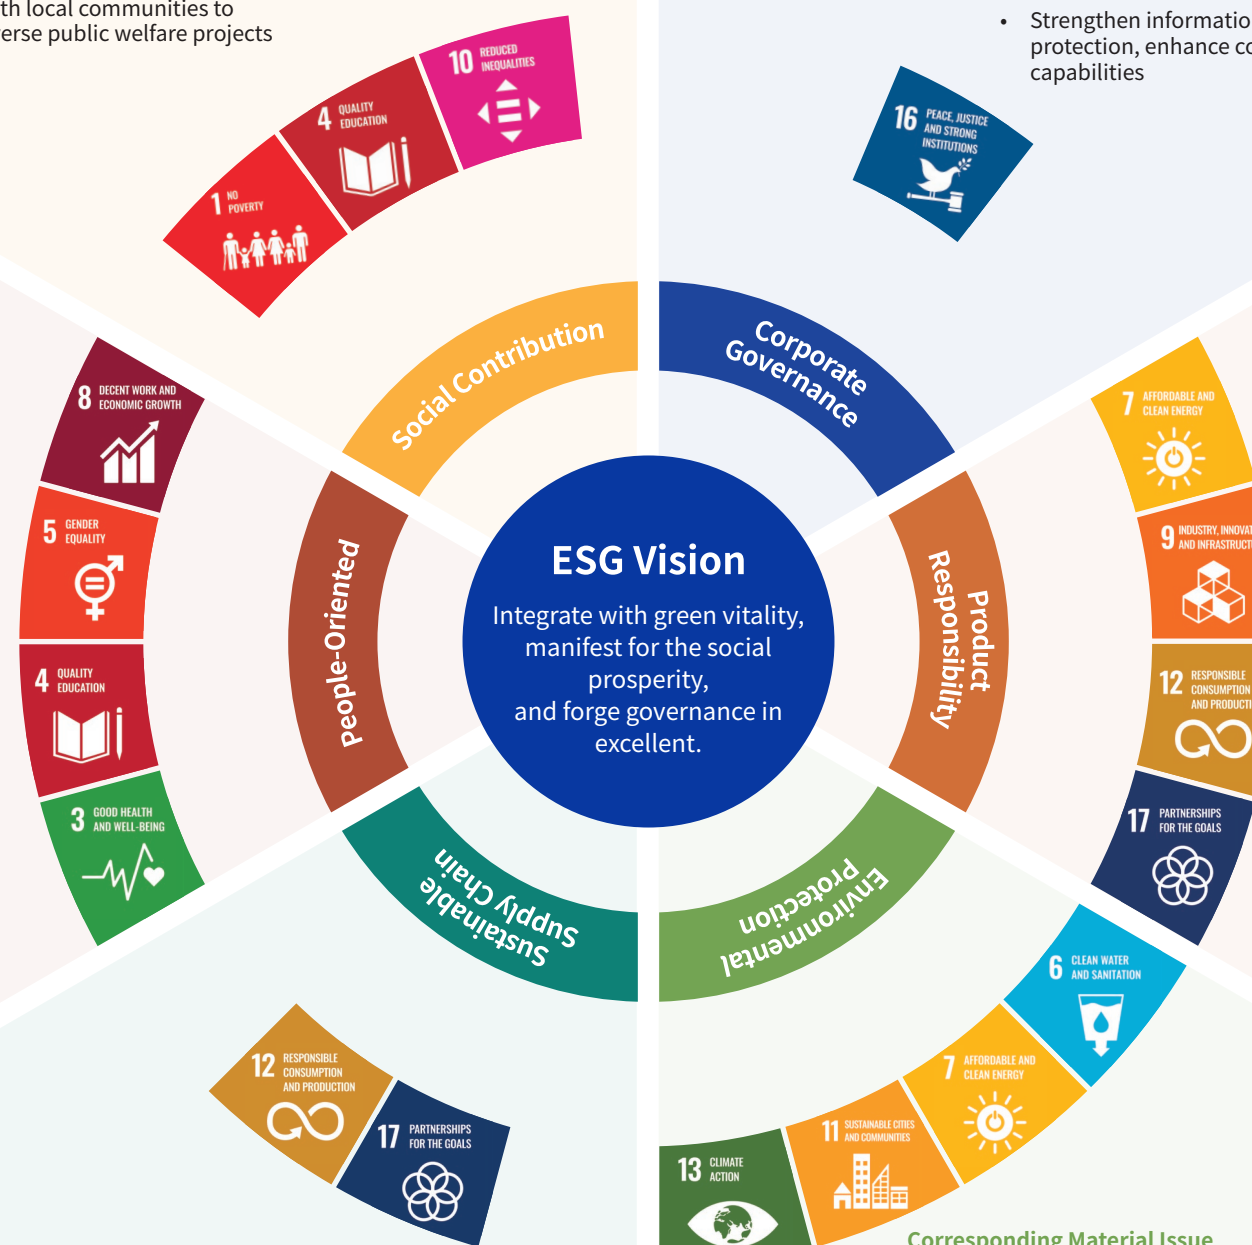 th local communities to
erse public welfare projects
• Strengthen informatio
protection, enhance co
capabilities
10 REDUCED
INEQUALITIES
4 QUALITY
EDUCATION
1 NO
POVERTY
16 PEACE, JUSTICE
AND STRONG
INSTITUTIONS
Social Contribution
Corporate
Governance
8 DECENT WORK AND
ECONOMIC GROWTH
5 GENDER
EQUALITY
4 QUALITY
EDUCATION
3 GOOD HEALTH
AND WELL-BEING
People-Oriented
ESG Vision
Integrate with green vitality,
manifest for the social
prosperity,
and forge governance in
excellent.
Product
Responsibility
7 AFFORDABLE AND
CLEAN ENERGY
9 INDUSTRY, INNOVAT
AND INFRASTRUCT
12 RESPONSIBLE
CONSUMPTION
AND PRODUCTI
17 PARTNERSHIPS
FOR THE GOALS
Sustainable
Supply Chain
Environmental
Protection
12 RESPONSIBLE
CONSUMPTION
AND PRODUCTION
17 PARTNERSHIPS
FOR THE GOALS
6 CLEAN WATER
AND SANITATION
7 AFFORDABLE AND
CLEAN ENERGY
11 SUSTAINABLE CITIES
AND COMMUNITIES
13 CLIMATE
ACTION
Corresponding Material Issue